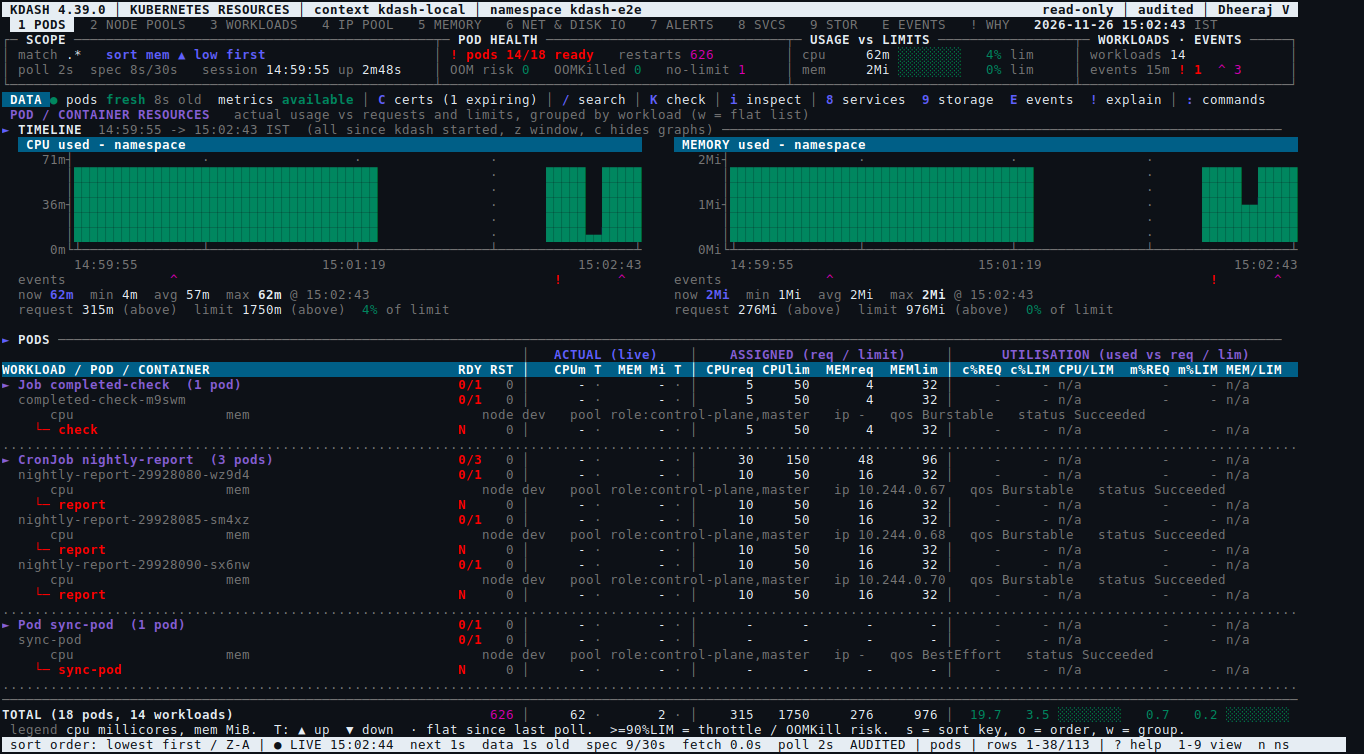 KDASH 4.39.0 │ KUBERNETES RESOURCES │ context kdash-local │ namespace kdash-e2e read-only │ audited │ Dheeraj V
1 PODS 2 NODE POOLS 3 WORKLOADS 4 IP POOL 5 MEMORY 6 NET & DISK IO 7 ALERTS 8 SVCS 9 STOR E EVENTS ! WHY 2026-11-26 15:02:43 IST
SCOPE POD HEALTH USAGE vs LIMITS WORKLOADS · EVENTS
match .* sort mem ▲ low first ! pods 14/18 ready restarts 626 cpu 62m 4% lim workloads 14
poll 2s spec 8s/30s session 14:59:55 up 2m48s OOM risk 0 OOMKilled 0 no-limit 1 mem 2Mi 0% lim events 15m ! 1 ^ 3
DATA ● pods fresh 8s old metrics available │ C certs (1 expiring) │ / search │ K check │ i inspect │ 8 services 9 storage E events ! explain │ : commands
POD / CONTAINER RESOURCES actual usage vs requests and limits, grouped by workload (w = flat list)
► TIMELINE 14:59:55 -> 15:02:43 IST (all since kdash started, z window, c hides graphs)
CPU used - namespace MEMORY used - namespace
71m 2Mi
36m 1Mi
0m 0Mi
14:59:55 15:01:19 15:02:43 14:59:55 15:01:19 15:02:43
events ^ ! ^ events ^ ! ^
now 62m min 4m avg 57m max 62m @ 15:02:43 now 2Mi min 1Mi avg 2Mi max 2Mi @ 15:02:43
request 315m (above) limit 1750m (above) 4% of limit request 276Mi (above) limit 976Mi (above) 0% of limit
► PODS
│ ACTUAL (live) │ ASSIGNED (req / limit) │ UTILISATION (used vs req / lim)
WORKLOAD / POD / CONTAINER RDY RST │ CPUm T MEM Mi T │ CPUreq CPUlim MEMreq MEMlim │ c%REQ c%LIM CPU/LIM m%REQ m%LIM MEM/LIM
► Job completed-check (1 pod) 0/1 0 │ - · - · │ 5 50 4 32 │ - - n/a - - n/a
completed-check-m9swm 0/1 0 │ - · - · │ 5 50 4 32 │ - - n/a - - n/a
cpu mem node dev pool role:control-plane,master ip - qos Burstable status Succeeded
└─ check N 0 │ - · - · │ 5 50 4 32 │ - - n/a - - n/a
► CronJob nightly-report (3 pods) 0/3 0 │ - · - · │ 30 150 48 96 │ - - n/a - - n/a
nightly-report-29928080-wz9d4 0/1 0 │ - · - · │ 10 50 16 32 │ - - n/a - - n/a
cpu mem node dev pool role:control-plane,master ip 10.244.0.67 qos Burstable status Succeeded
└─ report N 0 │ - · - · │ 10 50 16 32 │ - - n/a - - n/a
nightly-report-29928085-sm4xz 0/1 0 │ - · - · │ 10 50 16 32 │ - - n/a - - n/a
cpu mem node dev pool role:control-plane,master ip 10.244.0.68 qos Burstable status Succeeded
└─ report N 0 │ - · - · │ 10 50 16 32 │ - - n/a - - n/a
nightly-report-29928090-sx6nw 0/1 0 │ - · - · │ 10 50 16 32 │ - - n/a - - n/a
cpu mem node dev pool role:control-plane,master ip 10.244.0.70 qos Burstable status Succeeded
└─ report N 0 │ - · - · │ 10 50 16 32 │ - - n/a - - n/a
► Pod sync-pod (1 pod) 0/1 0 │ - · - · │ - - - - │ - - n/a - - n/a
sync-pod 0/1 0 │ - · - · │ - - - - │ - - n/a - - n/a
cpu mem node dev pool role:control-plane,master ip - qos BestEffort status Succeeded
└─ sync-pod N 0 │ - · - · │ - - - - │ - - n/a - - n/a
TOTAL (18 pods, 14 workloads) 626 │ 62 · 2 · │ 315 1750 276 976 │ 19.7 3.5 0.7 0.2
legend cpu millicores, mem MiB. T: ▲ up ▼ down · flat since last poll. >=90%LIM = throttle / OOMKill risk. s = sort key, o = order, w = group.
sort order: lowest first / Z-A │ ● LIVE 15:02:44 next 1s data 1s old spec 9/30s fetch 0.0s poll 2s AUDITED │ pods │ rows 1-38/113 │ ? help 1-9 view n ns